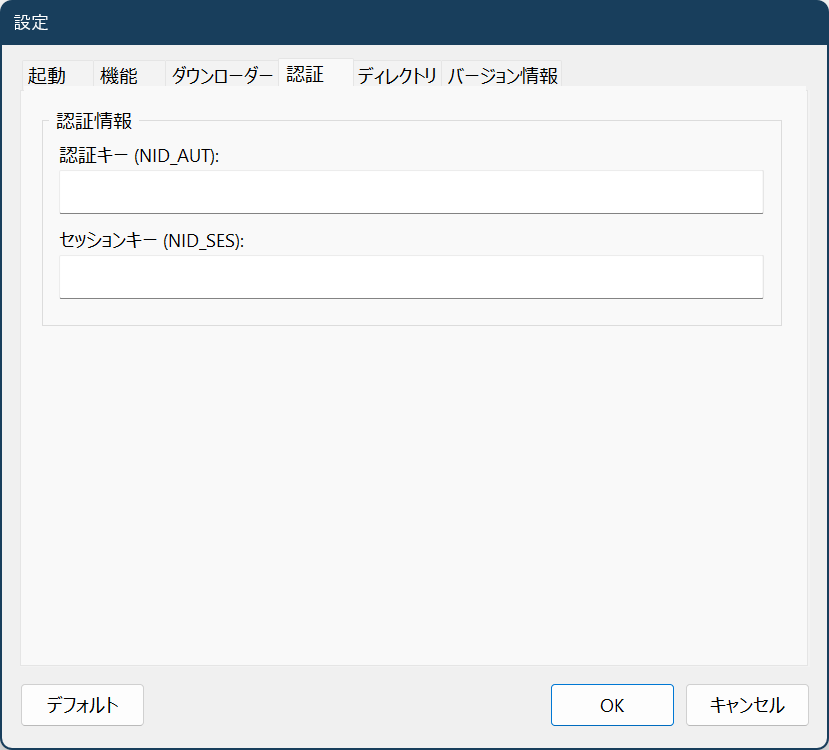 設定
起動 機能 ダウンローダー 認証 ディレクトリ バージョン情報
認証情報
認証キー (NID_AUT):
セッションキー (NID_SES):
デフォルト OK キャンセル